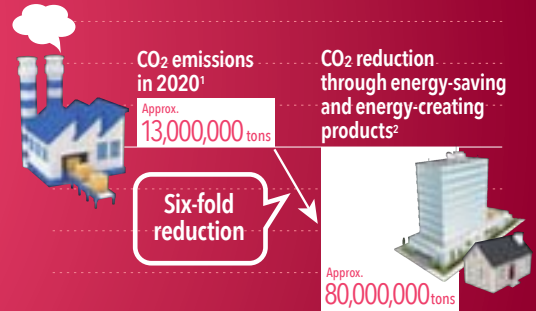 CO2 emissions
in 2020¹
Approx.
13,000,000 tons
CO2 reduction
through energy-saving
and energy-creating
products²
Six-fold
reduction
Approx.
80,000,000 tons